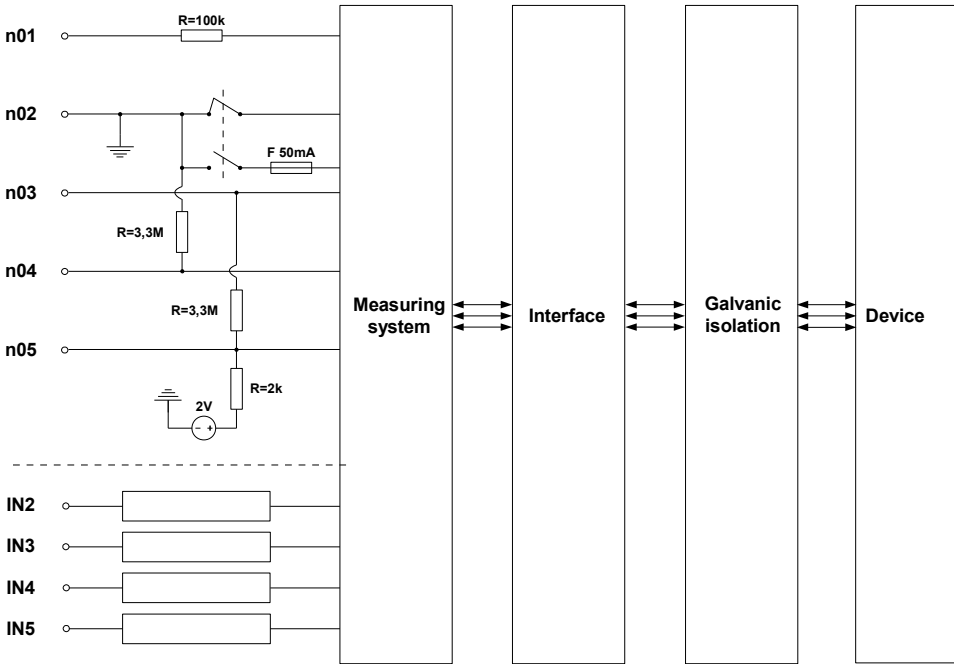 R=100k
n01
n02
F 50mA
n03
R=3,3M
n04
R=3,3M
Measuring
system
Interface
Galvanic
isolation
Device
n05
R=2k
2V
- +
IN2
IN3
IN4
IN5